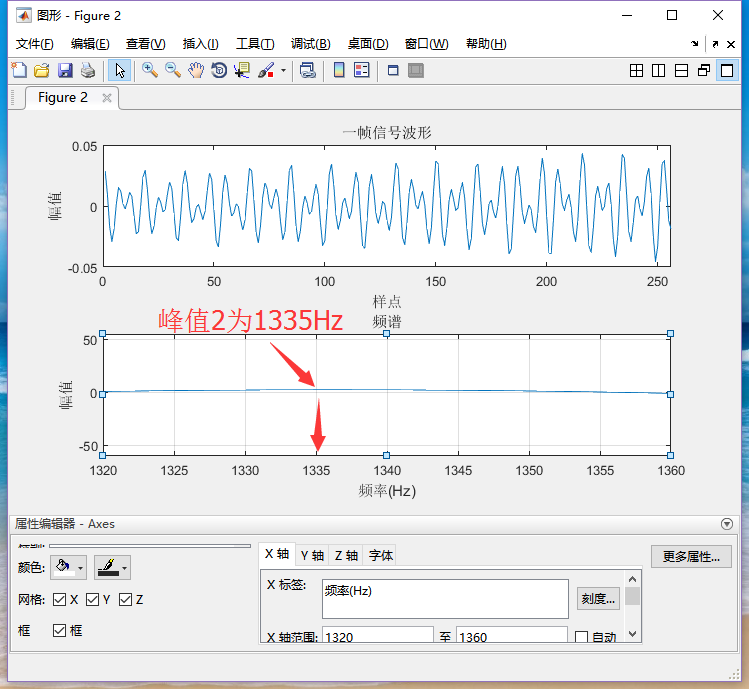 图形 - Figure 2
文件(F) 编辑(E) 查看(V) 插入(I) 工具(T) 调试(B) 桌面(D) 窗口(W) 帮助(H)
Figure 2
一帧信号波形
0.05
0
-0.05
幅值
0 50 100 150 200 250
样点
峰值2为1335Hz
频谱
50
0
-50
幅值
1320 1325 1330 1335 1340 1345 1350 1355 1360
频率(Hz)
属性编辑器 - Axes
X 轴 Y 轴 Z 轴 字体
更多属性...
颜色:
X 标签: 频率(Hz)
刻度...
网格: X Y Z
框 框
X 轴范围: 1320 至 1360 自动